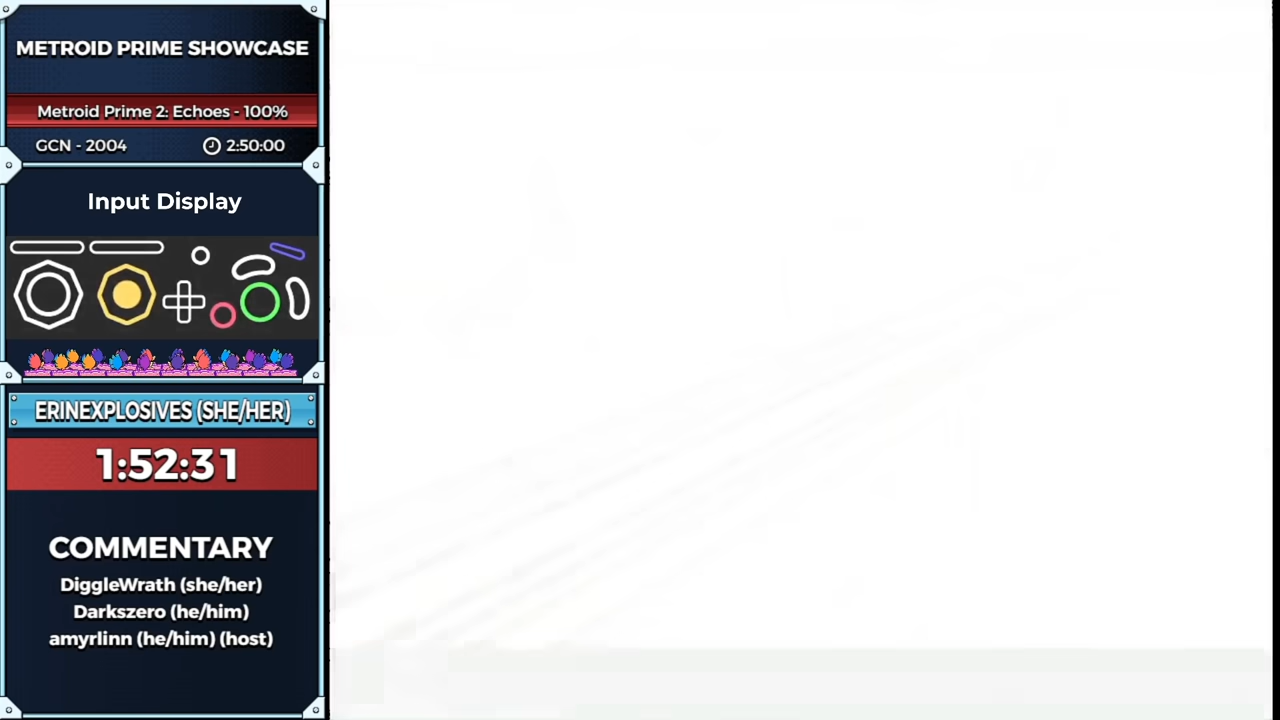 METROID PRIME SHOWCASE
Metroid Prime 2: Echoes - 100%
GCN - 2004 2:50:00
Input Display
ERINEXPLOSIVES (SHE/HER)
1:52:31
COMMENTARY
DiggleWrath (she/her)
Darkszero (he/him)
amyrlinn (he/him) (host)